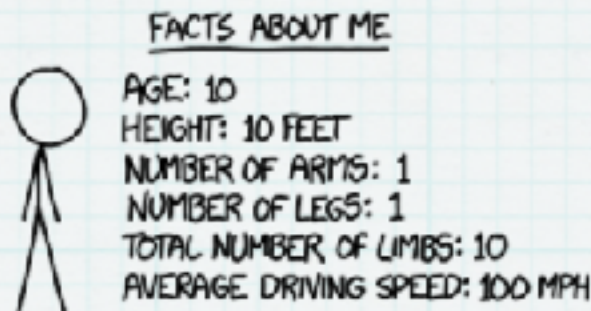 FACTS ABOUT ME
AGE: 10
HEIGHT: 10 FEET
NUMBER OF ARMS: 1
NUMBER OF LEGS: 1
TOTAL NUMBER OF LIMBS: 10
AVERAGE DRIVING SPEED: 100 MPH